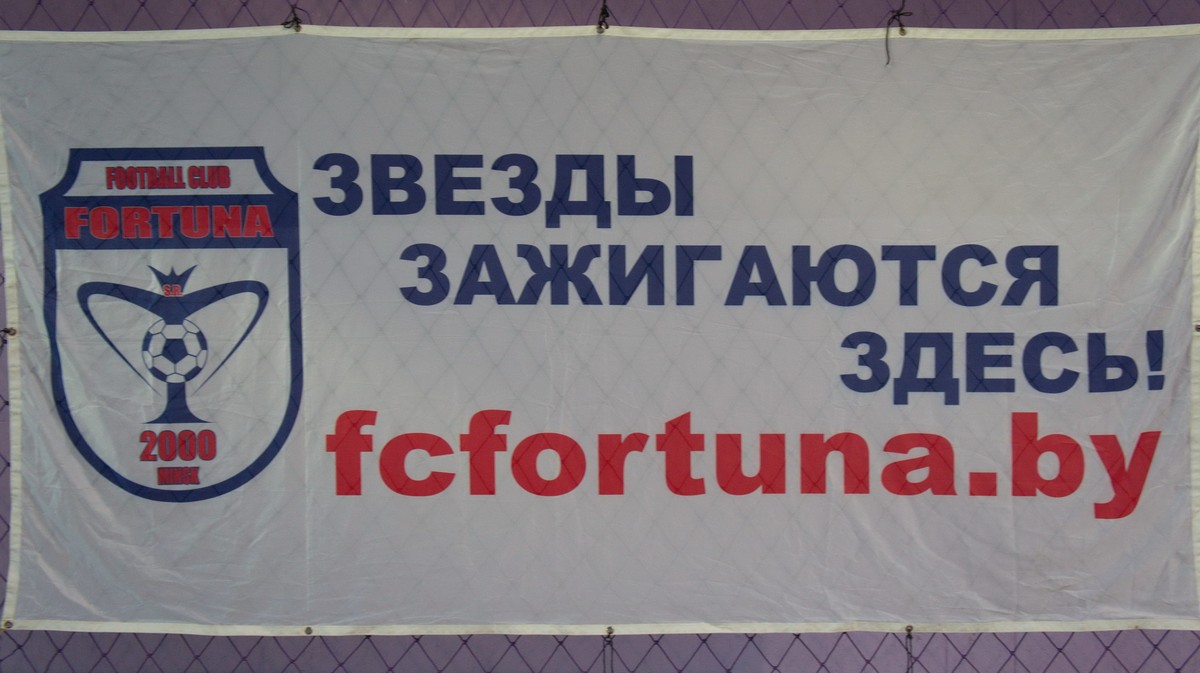 FOOTBALL CLUB
FORTUNA
S.R.
2000
MINSK
ЗВЕЗДЫ
ЗАЖИГАЮТСЯ
ЗДЕСЬ!
fcfortuna.by